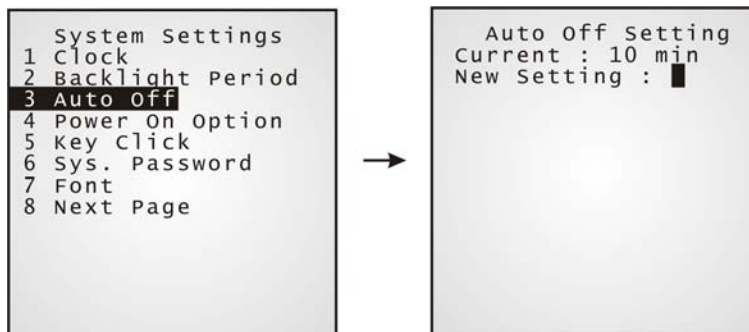 System Settings
1 Clock
2 Backlight Period
3 Auto Off
4 Power On Option
5 Key Click
6 Sys. Password
7 Font
8 Next Page
Auto Off Setting
Current : 10 min
New Setting :